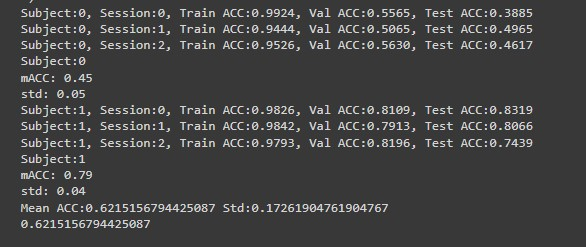 Subject:0, Session:0, Train ACC:0.9924, Val ACC:0.5565, Test ACC:0.3885
Subject:0, Session:1, Train ACC:0.9444, Val ACC:0.5065, Test ACC:0.4965
Subject:0, Session:2, Train ACC:0.9526, Val ACC:0.5630, Test ACC:0.4617
Subject:0
mACC: 0.45
std: 0.05
Subject:1, Session:0, Train ACC:0.9826, Val ACC:0.8109, Test ACC:0.8319
Subject:1, Session:1, Train ACC:0.9842, Val ACC:0.7913, Test ACC:0.8066
Subject:1, Session:2, Train ACC:0.9793, Val ACC:0.8196, Test ACC:0.7439
Subject:1
mACC: 0.79
std: 0.04
Mean ACC:0.6215156794425087 Std:0.17261904761904767
0.6215156794425087